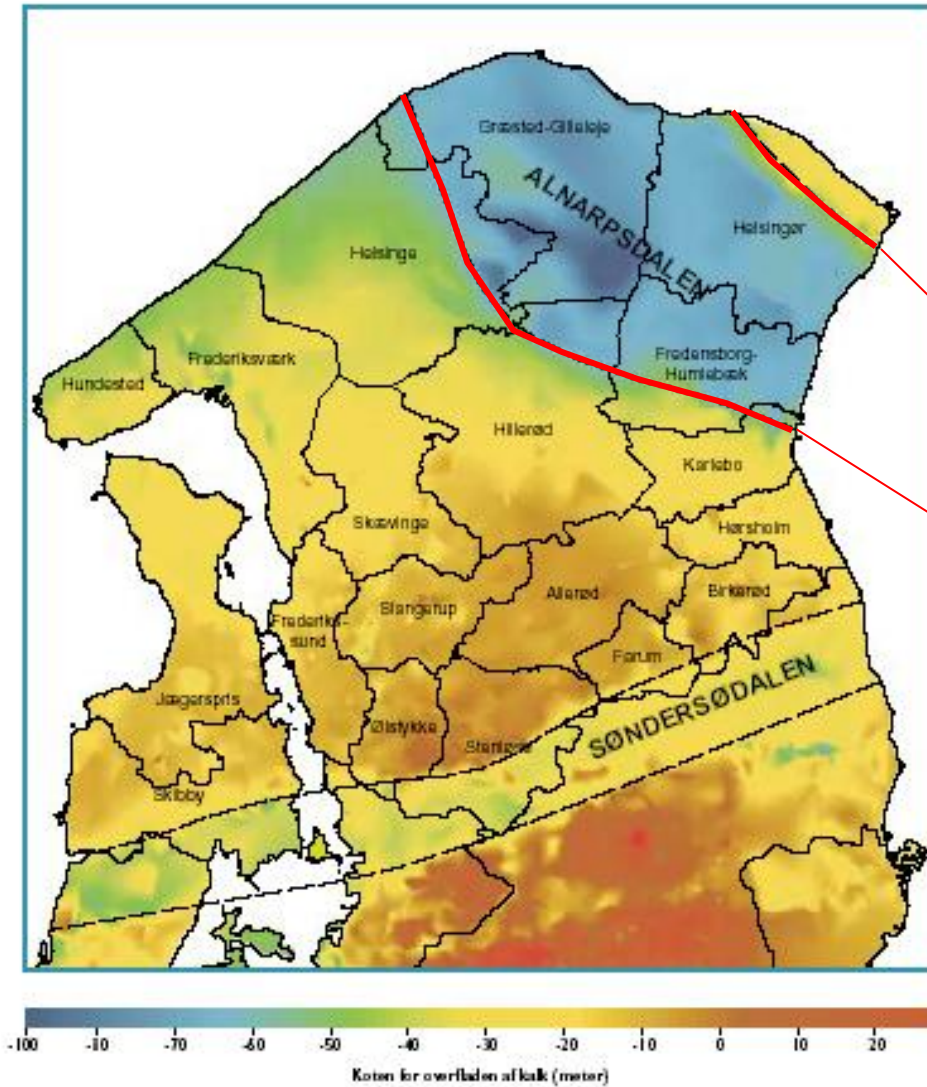 Græsted-Gilleleje
ALNARPSDALEN
Helsingør
Helsinge
Frederiksværk
Fredensborg-
Humlebæk
Hundested
Hillerød
Karlebo
Skævinge
Hørsholm
Slangerup
Allerød
Birkerød
Frederiks-
sund
Farum
Jægerspris
SØNDERSØDALEN
Ølstykke
Stenløse
Skibby
-100 -90 -80 -70 -60 -50 -40 -30 -20 -10 0 10 20
Koten for overfladen af kalk (meter)